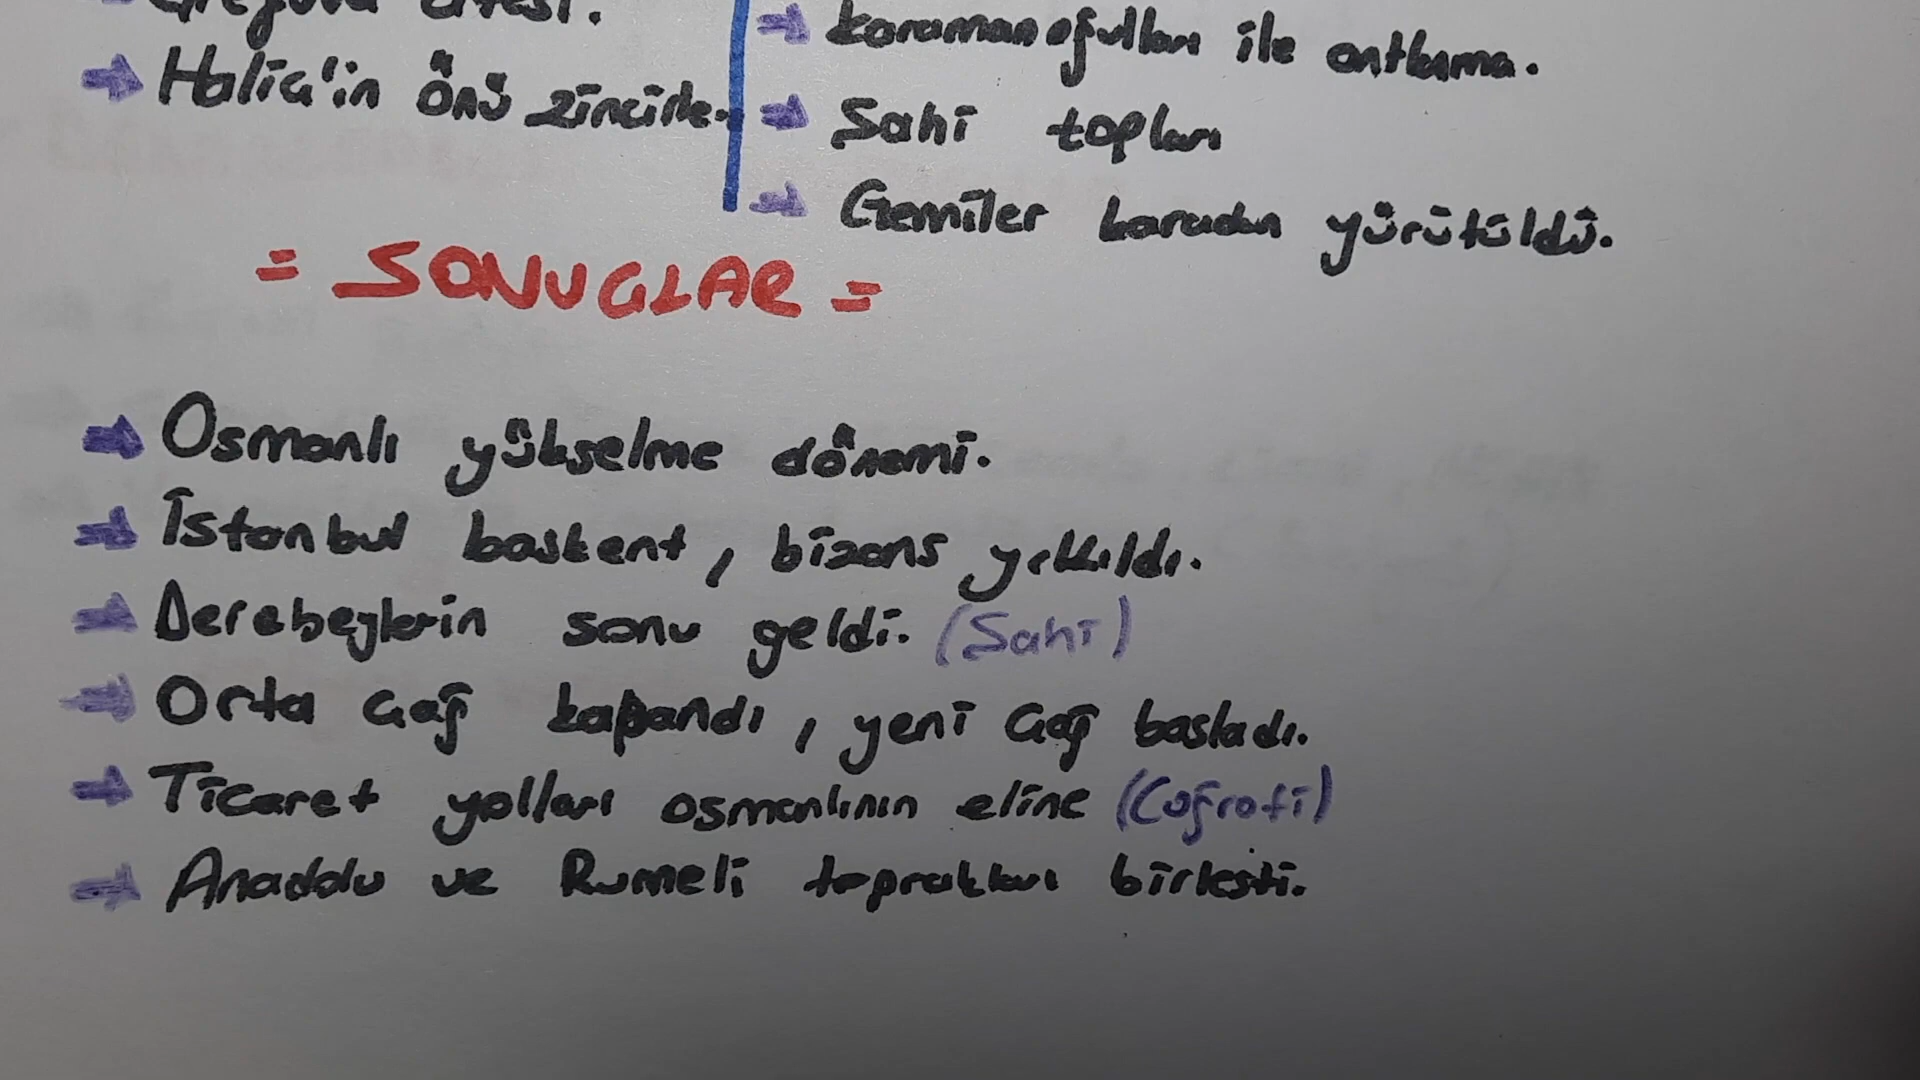 Haliç'in Önü zincirle.
Karamanoğulları ile antlaşma.
Şahi topları
Gemiler karadan yürütüldü.
= SONUÇLAR =
Osmanlı yükselme dönemi.
İstanbul başkent, bizans yıkıldı.
Derebeylerin sonu geldi. (Şahi)
Orta Çağ kapandı, yeni Çağ başladı.
Ticaret yolları osmanlının eline (Coğrafi)
Anadolu ve Rumeli toprakları birleşti.